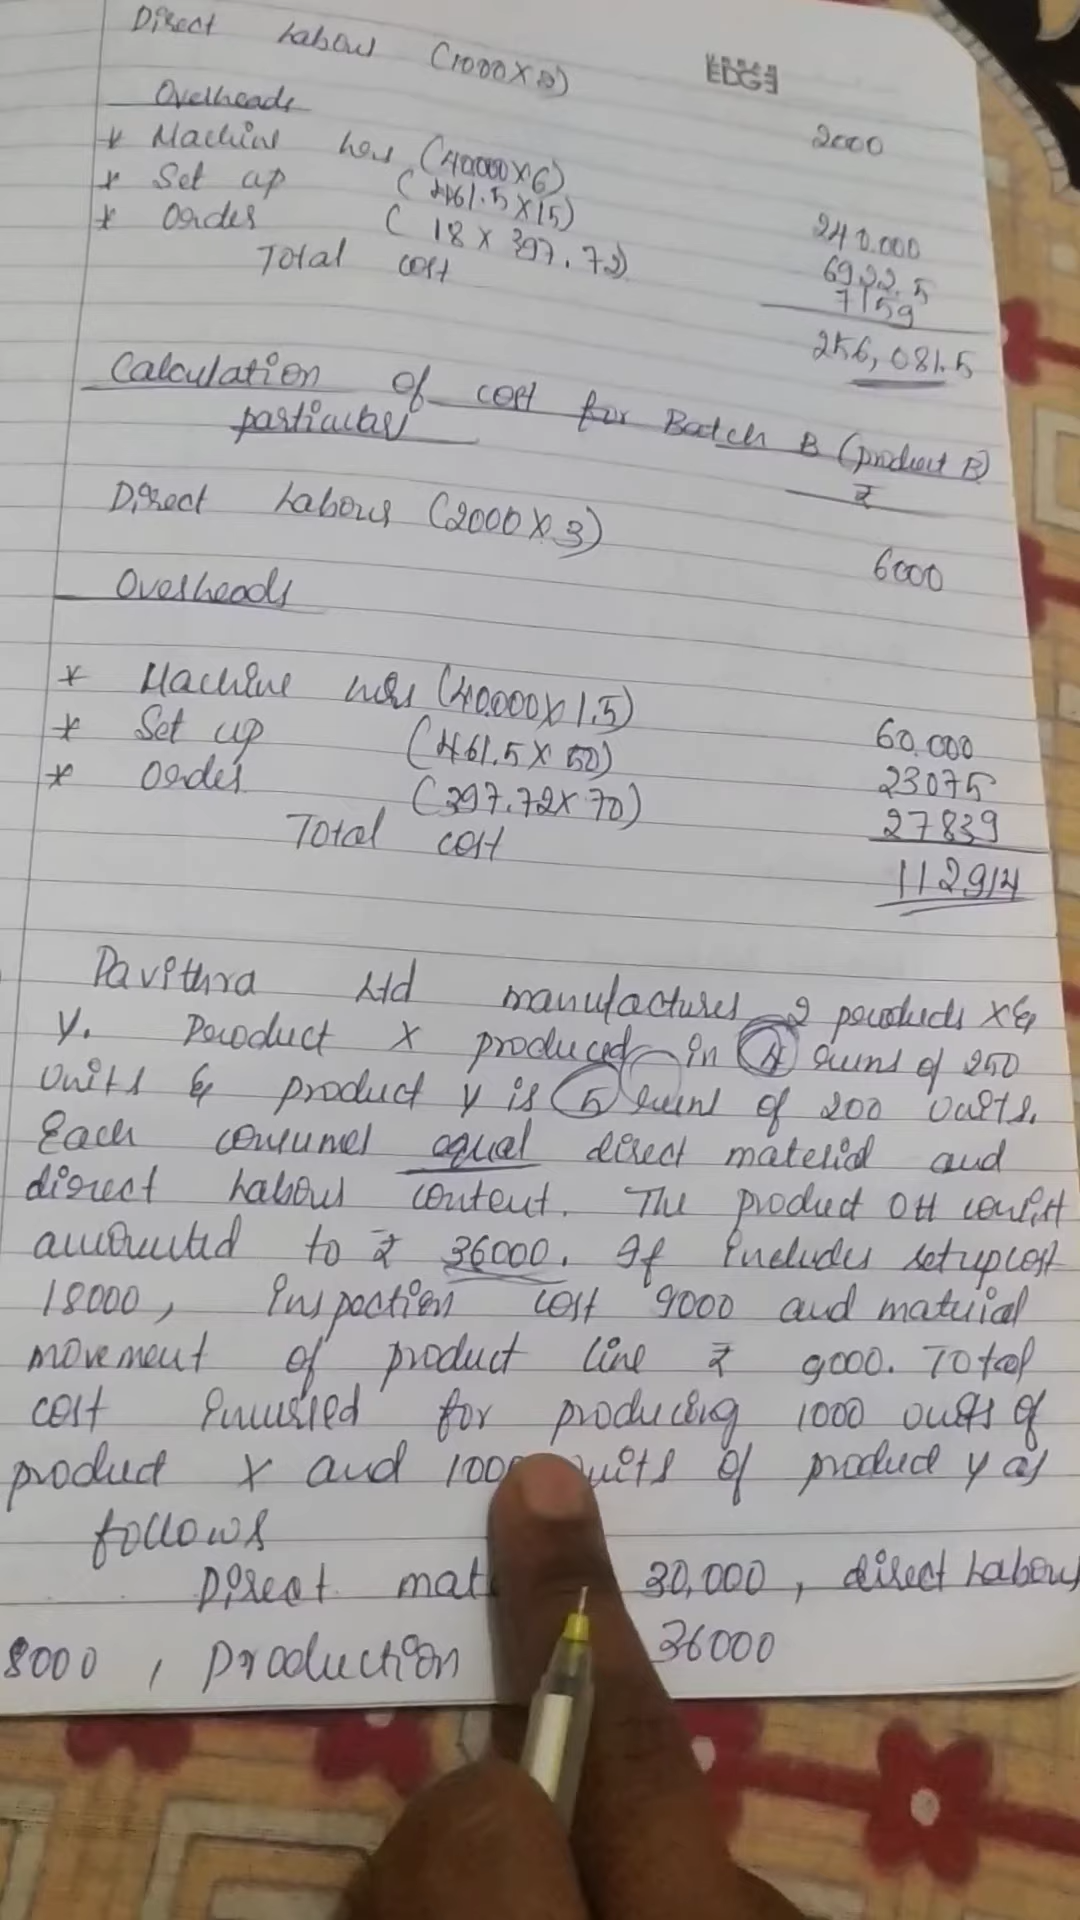 Direct Labour (1000 X 2) 2000
Overheads
* Machine hrs (40.000 X 6) 240.000
* Set up (461.5 X 15) 6922.5
* Order (18 X 397.72) 7159
Total cost 256,081.5
Calculation of cost for Batch B (product B)
particular ₹
Direct Labour (2000 X 3) 6000
Overheads
* Machine hrs (40.000 X 1.5) 60.000
* Set up (461.5 X 50) 23075
* Order (397.72 X 70) 27839
Total cost 112914
Pavithra Ltd manufactures 2 products X &
Y. Product X produced in 4 runs of 250
units & product y is 5 runs of 200 units.
Each consumes equal direct material and
direct Labour content. The product OH
amounted to ₹ 36000. It includes setup cost
18000, Inspection cost 9000 and material
movement of product line ₹ 9000. Total
cost for producing 1000 units of
product X and of product y as
follows
Direct 30,000, direct Labour
8000, production 36000